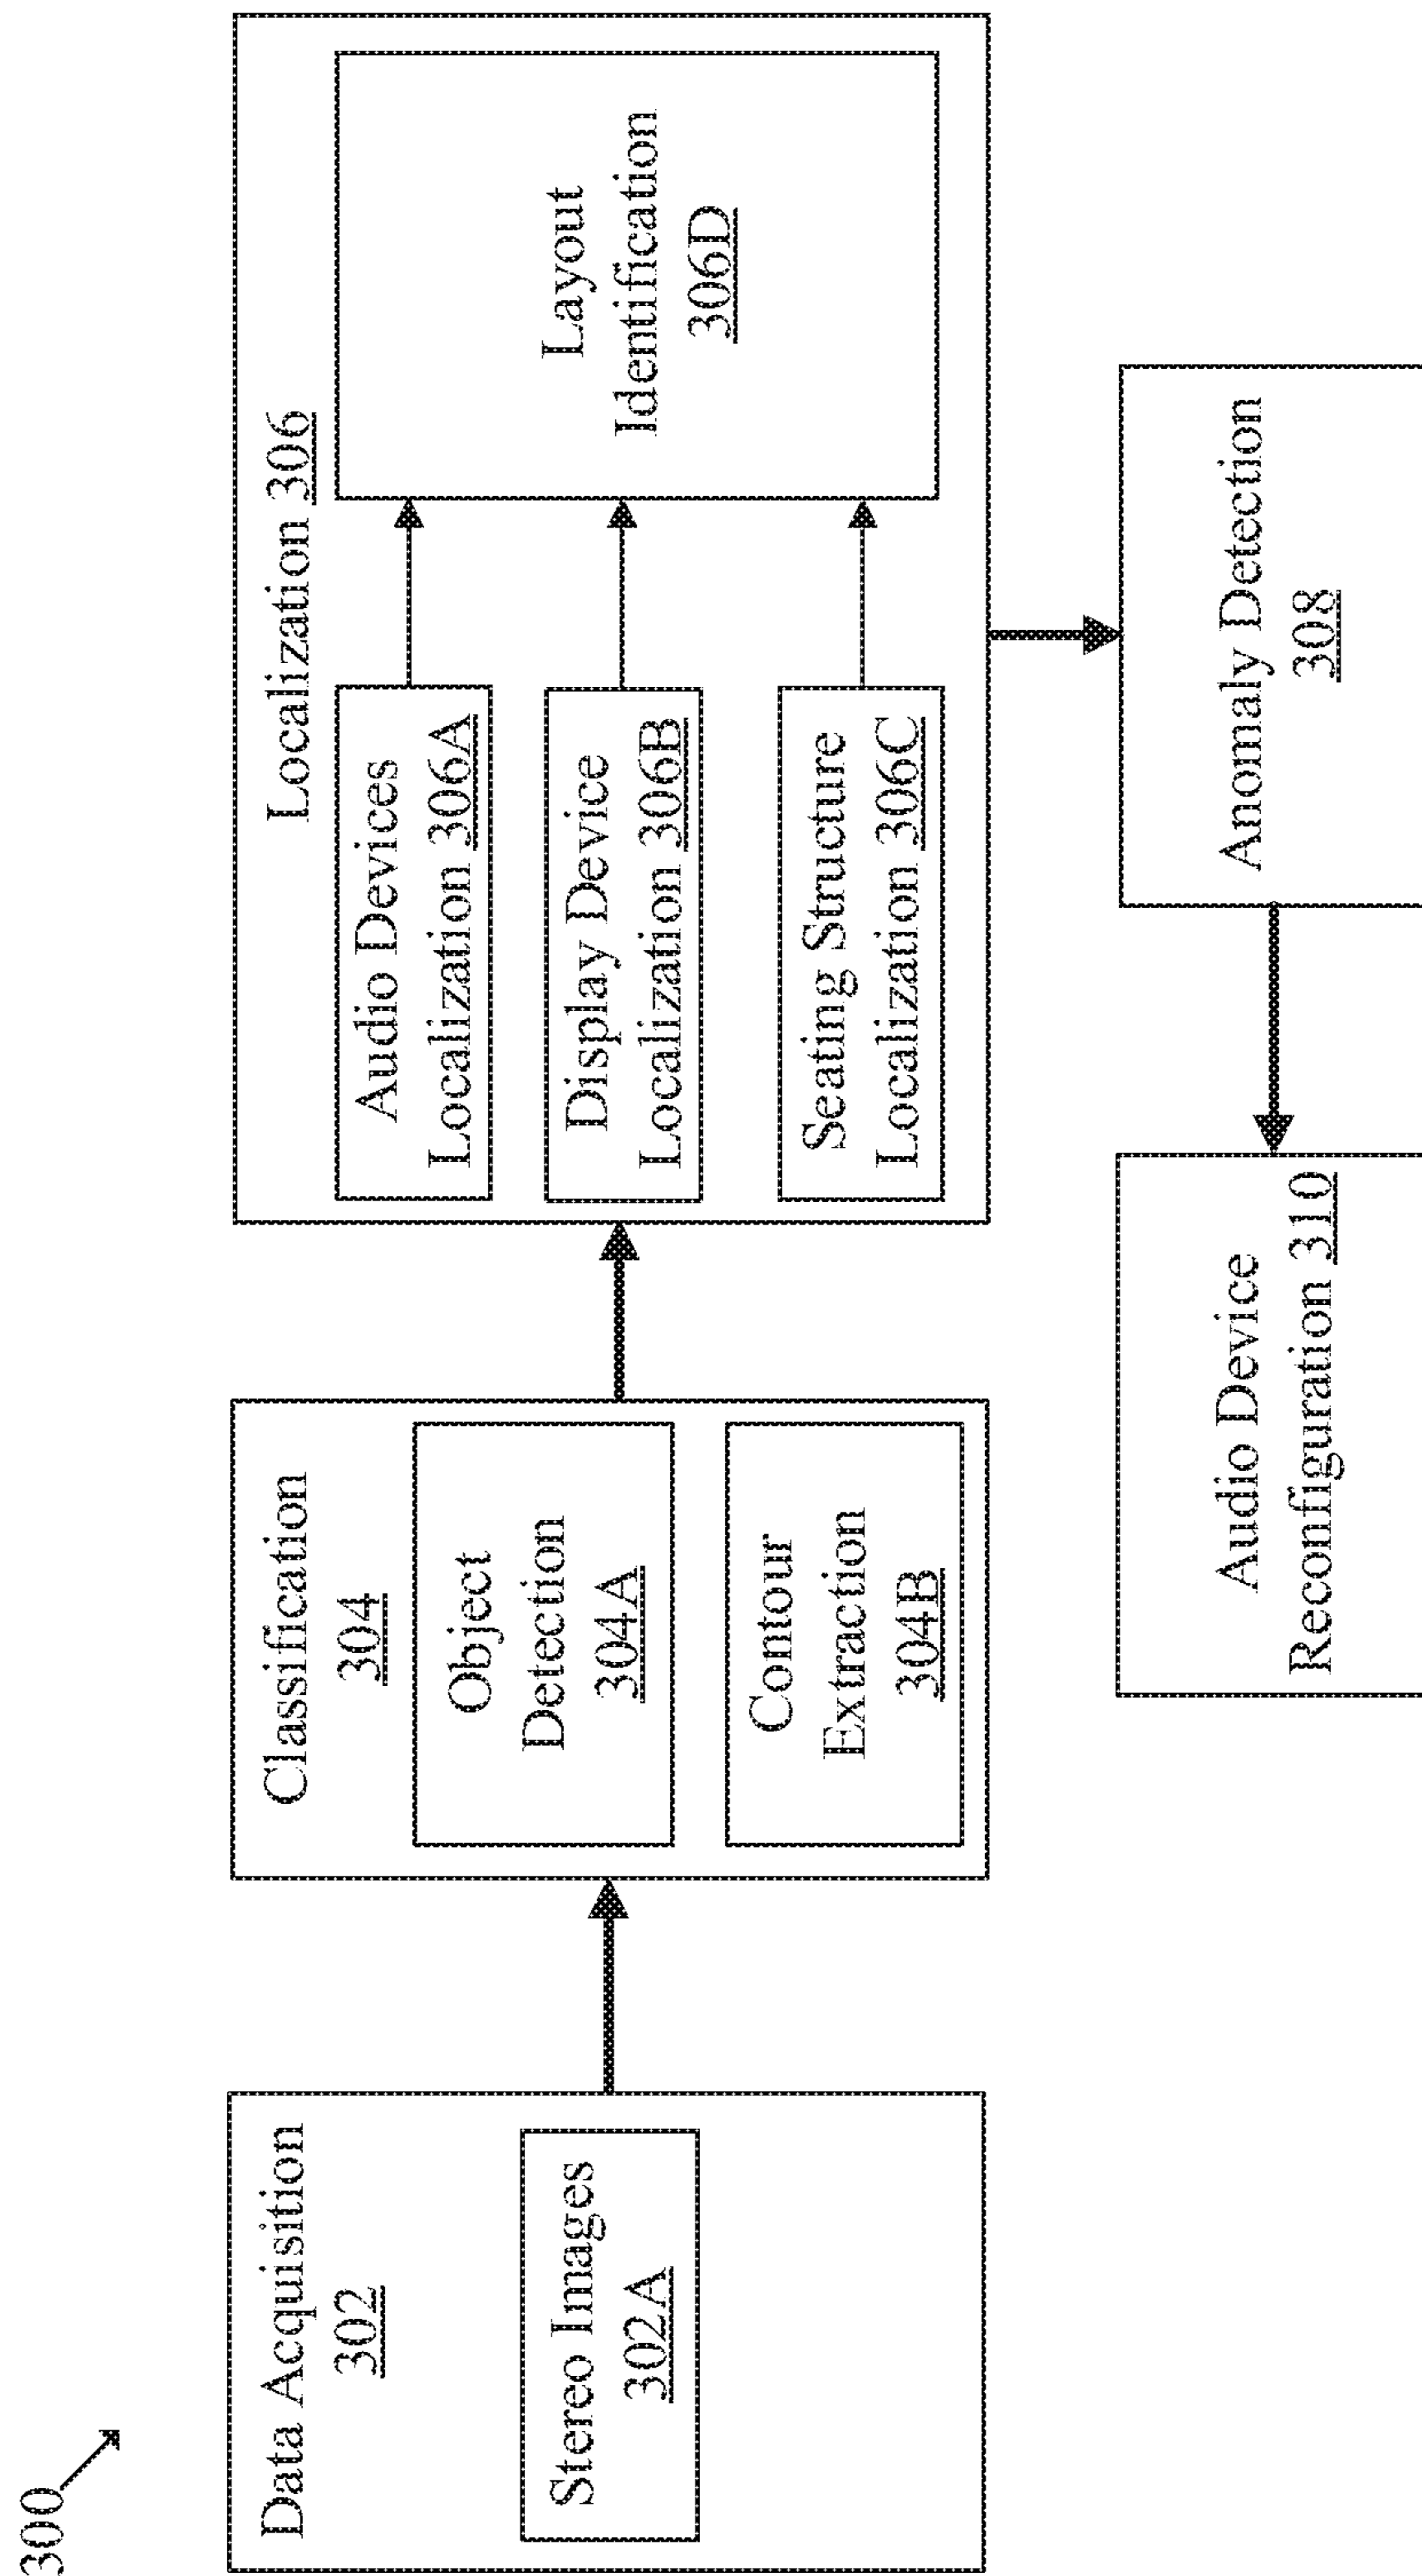 300
Data Acquisition
302
Stereo Images
302A
Classification
304
Object
Detection
304A
Contour
Extraction
304B
Localization 306
Audio Devices
Localization 306A
Display Device
Localization 306B
Seating Structure
Localization 306C
Layout
Identification
306D
Anomaly Detection
308
Audio Device
Reconfiguration 310